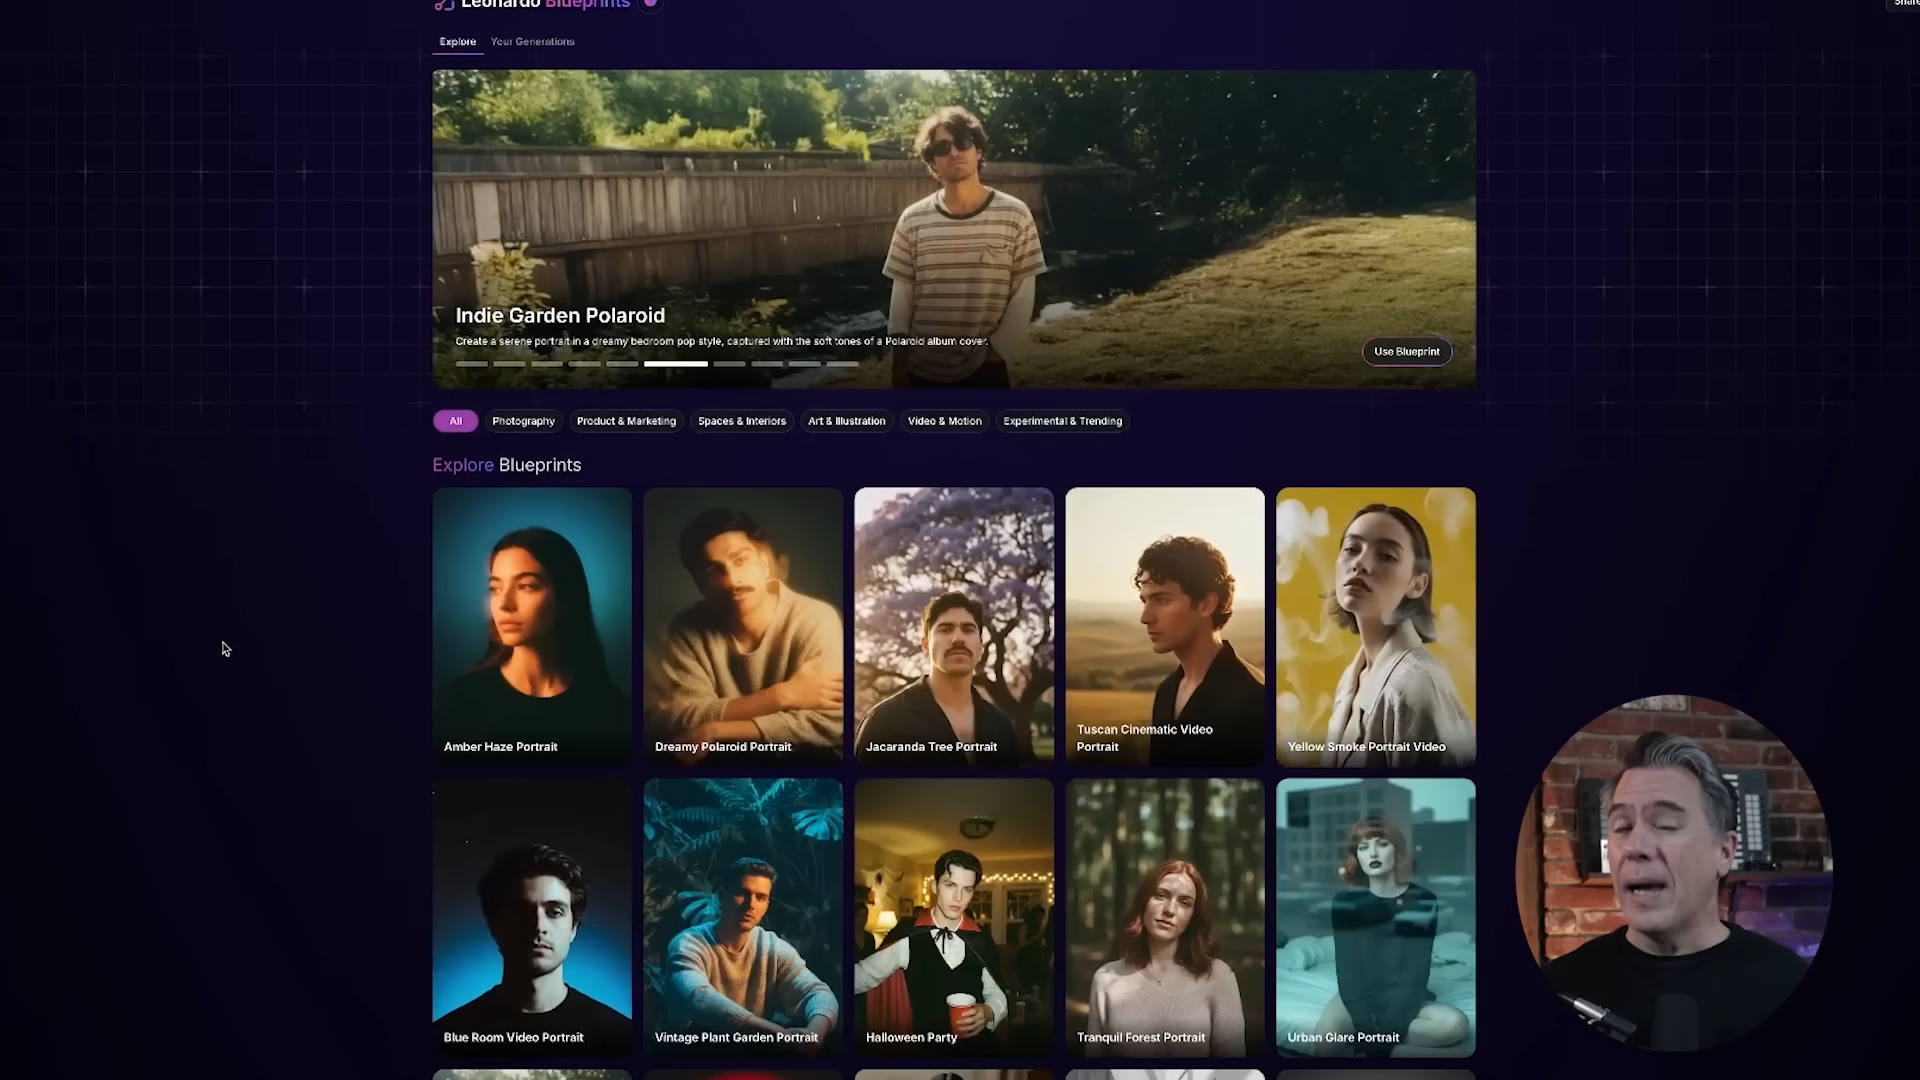 Leonardo Blueprints
Share
Explore
Your Generations
Indie Garden Polaroid
Create a serene portrait in a dreamy bedroom pop style, captured with the soft tones of a Polaroid album cover.
Use Blueprint
All
Photography
Product & Marketing
Spaces & Interiors
Art & Illustration
Video & Motion
Experimental & Trending
Explore Blueprints
Amber Haze Portrait
Dreamy Polaroid Portrait
Jacaranda Tree Portrait
Tuscan Cinematic Video
Portrait
Yellow Smoke Portrait Video
Blue Room Video Portrait
Vintage Plant Garden Portrait
Halloween Party
Tranquil Forest Portrait
Urban Glare Portrait